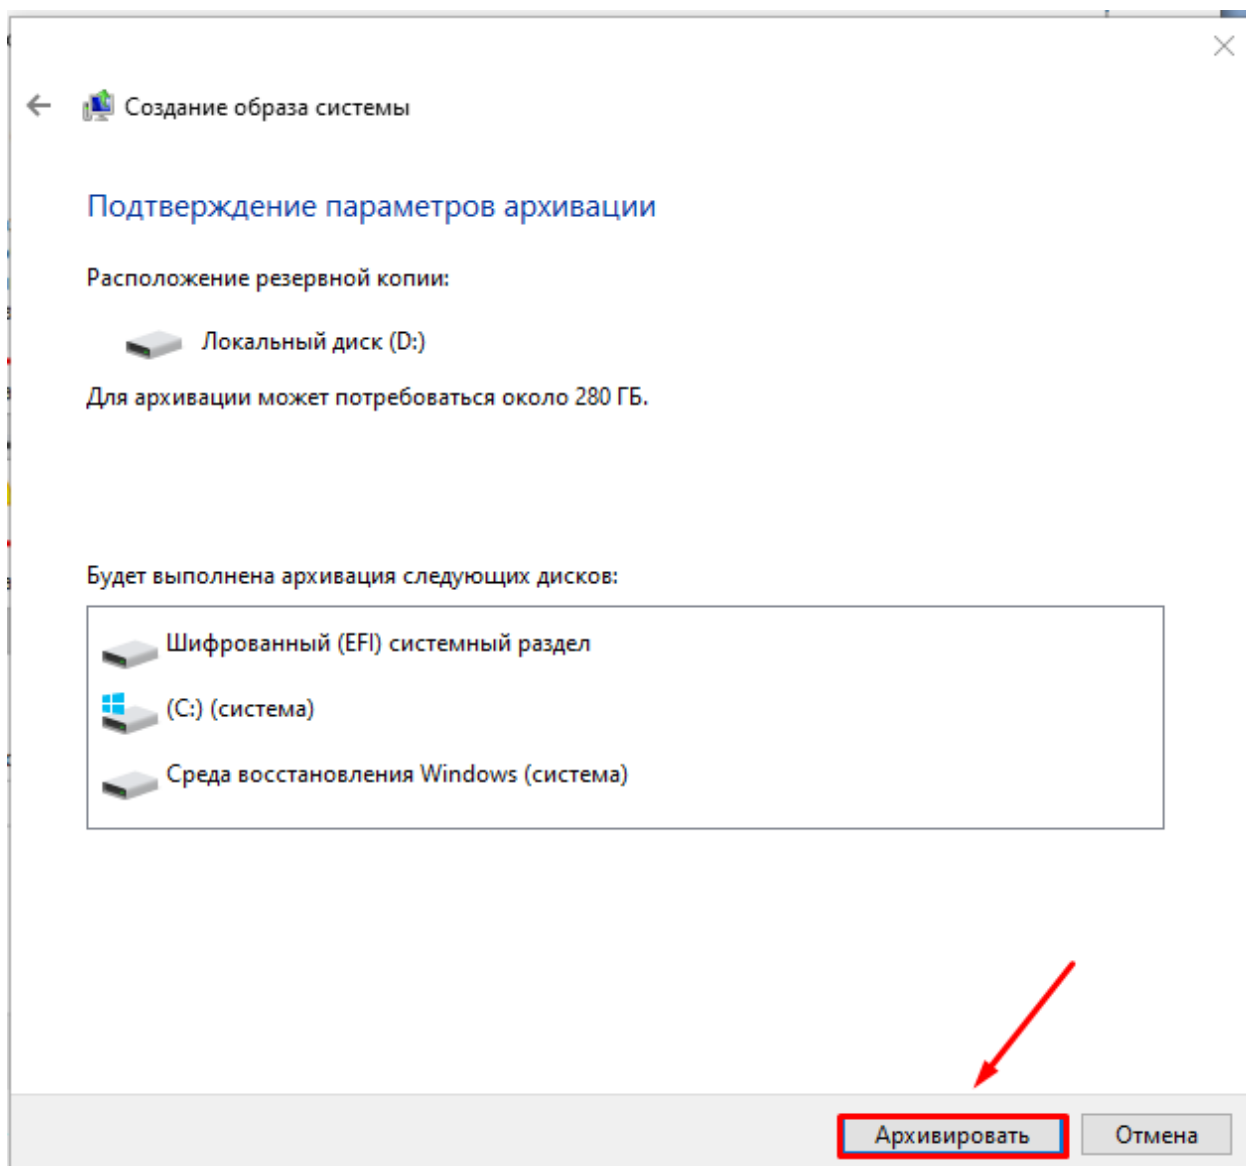 Создание образа системы
Подтверждение параметров архивации
Расположение резервной копии:
Локальный диск (D:)
Для архивации может потребоваться около 280 ГБ.
Будет выполнена архивация следующих дисков:
Шифрованный (EFI) системный раздел
(C:) (система)
Среда восстановления Windows (система)
Архивировать
Отмена